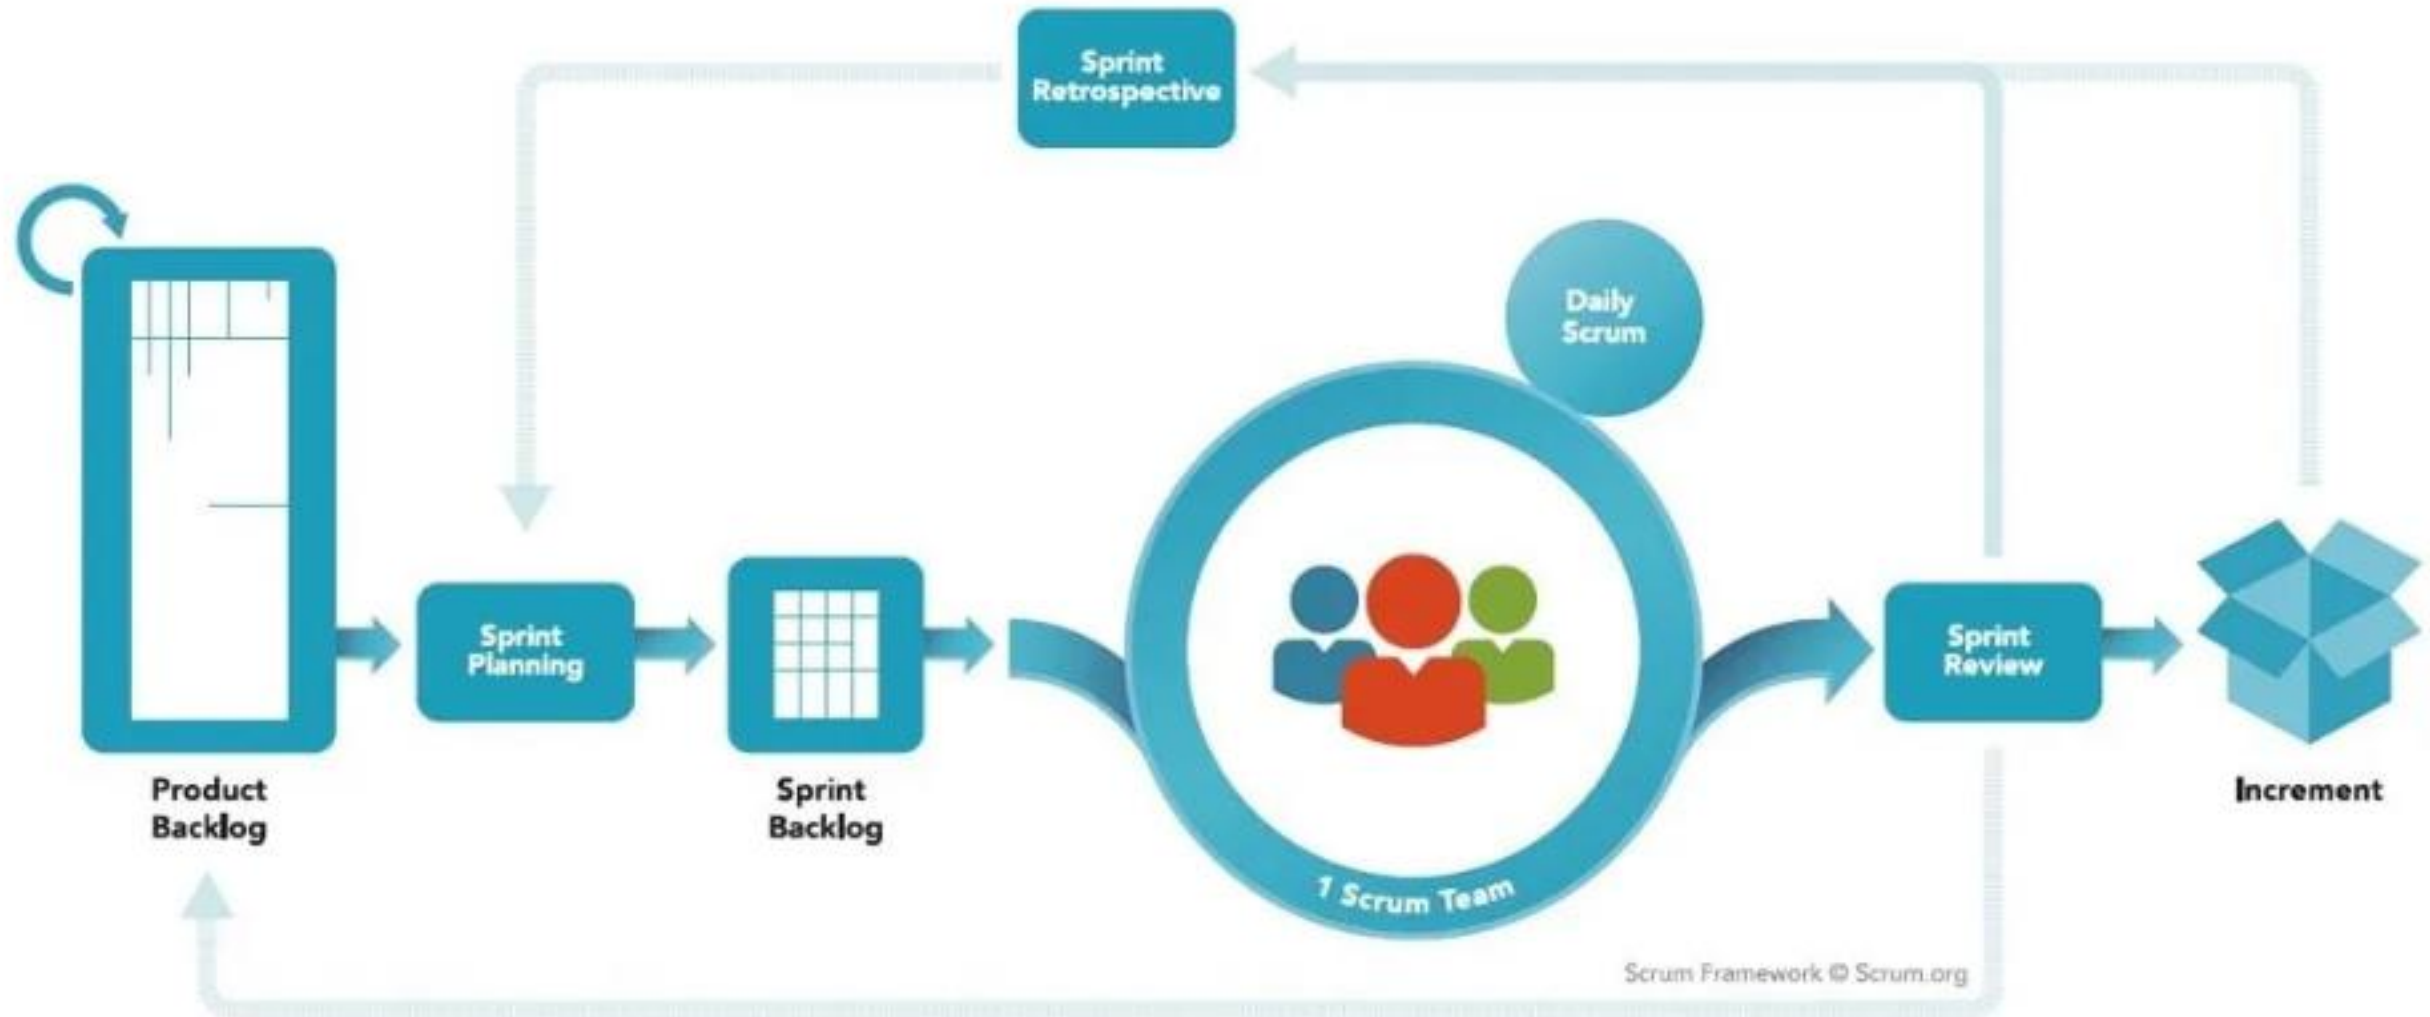 Sprint
Retrospective
Daily
Scrum
Sprint
Planning
Sprint
Review
Product
Backlog
Sprint
Backlog
Increment
1 Scrum Team
Scrum Framework © Scrum.org